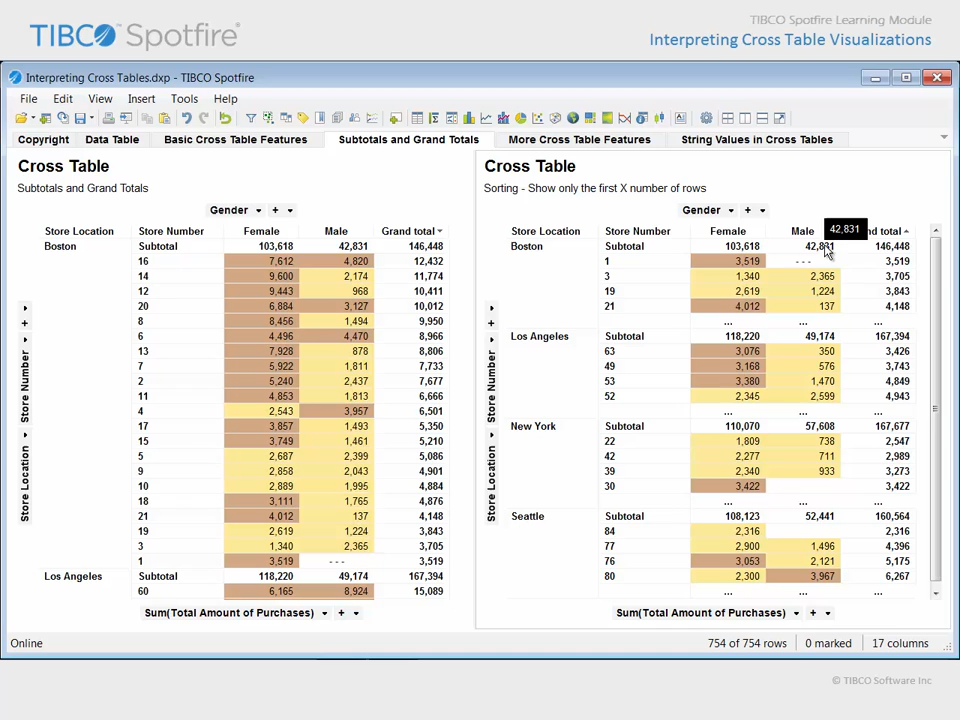 TIBCO Spotfire
TIBCO Spotfire Learning Module
Interpreting Cross Table Visualizations
Interpreting Cross Tables.dxp - TIBCO Spotfire
File Edit View Insert Tools Help
Copyright Data Table Basic Cross Table Features Subtotals and Grand Totals More Cross Table Features String Values in Cross Tables
Cross Table
Subtotals and Grand Totals
Gender +
Store Location Store Number Female Male Grand total
Boston Subtotal 103,618 42,831 146,448
16 7,612 4,820 12,432
14 9,600 2,174 11,774
12 9,443 968 10,411
20 6,884 3,127 10,012
8 8,456 1,494 9,950
6 4,496 4,470 8,966
13 7,928 878 8,806
7 5,922 1,811 7,733
2 5,240 2,437 7,677
11 4,853 1,813 6,666
4 2,543 3,957 6,501
17 3,857 1,493 5,350
15 3,749 1,461 5,210
5 2,687 2,399 5,086
9 2,858 2,043 4,901
10 2,889 1,995 4,884
18 3,111 1,765 4,876
21 4,012 137 4,148
19 2,619 1,224 3,843
3 1,340 2,365 3,705
1 3,519 - - - 3,519
Los Angeles Subtotal 118,220 49,174 167,394
60 6,165 8,924 15,089
Sum(Total Amount of Purchases) +
+
Store Number
Store Location
Cross Table
Sorting - Show only the first X number of rows
Gender +
42,831
Store Location Store Number Female Male nd total
Boston Subtotal 103,618 42,831 146,448
1 3,519 - - - 3,519
3 1,340 2,365 3,705
19 2,619 1,224 3,843
21 4,012 137 4,148
... ... ...
Los Angeles Subtotal 118,220 49,174 167,394
63 3,076 350 3,426
49 3,168 576 3,743
53 3,380 1,470 4,849
52 2,345 2,599 4,943
... ... ...
New York Subtotal 110,070 57,608 167,677
22 1,809 738 2,547
42 2,277 711 2,989
39 2,340 933 3,273
30 3,422 3,422
... ... ...
Seattle Subtotal 108,123 52,441 160,564
84 2,316 2,316
77 2,900 1,496 4,396
76 3,053 2,121 5,175
80 2,300 3,967 6,267
... ... ...
Sum(Total Amount of Purchases) +
+
Store Number
Store Location
Online 754 of 754 rows 0 marked 17 columns
© TIBCO Software Inc